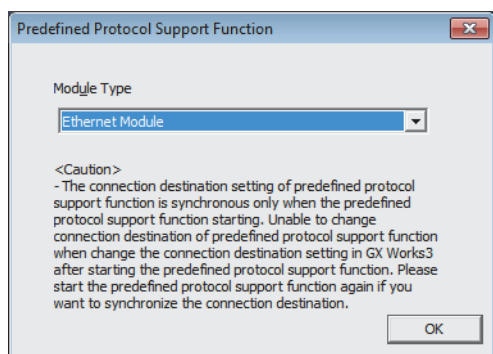 Predefined Protocol Support Function
Module Type
Ethernet Module
<Caution>
- The connection destination setting of predefined protocol
support function is synchronous only when the predefined
protocol support function starting. Unable to change
connection destination of predefined protocol support function
when change the connection destination setting in GX Works3
after starting the predefined protocol support function. Please
start the predefined protocol support function again if you
want to synchronize the connection destination.
OK